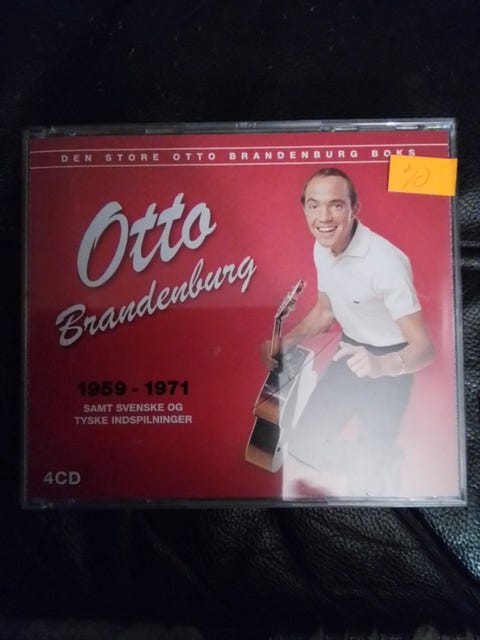 DEN STORE OTTO BRANDENBURG BOKS
Otto
Brandenburg
1959 - 1971
SAMT SVENSKE OG
TYSKE INDSPILNINGER
4CD